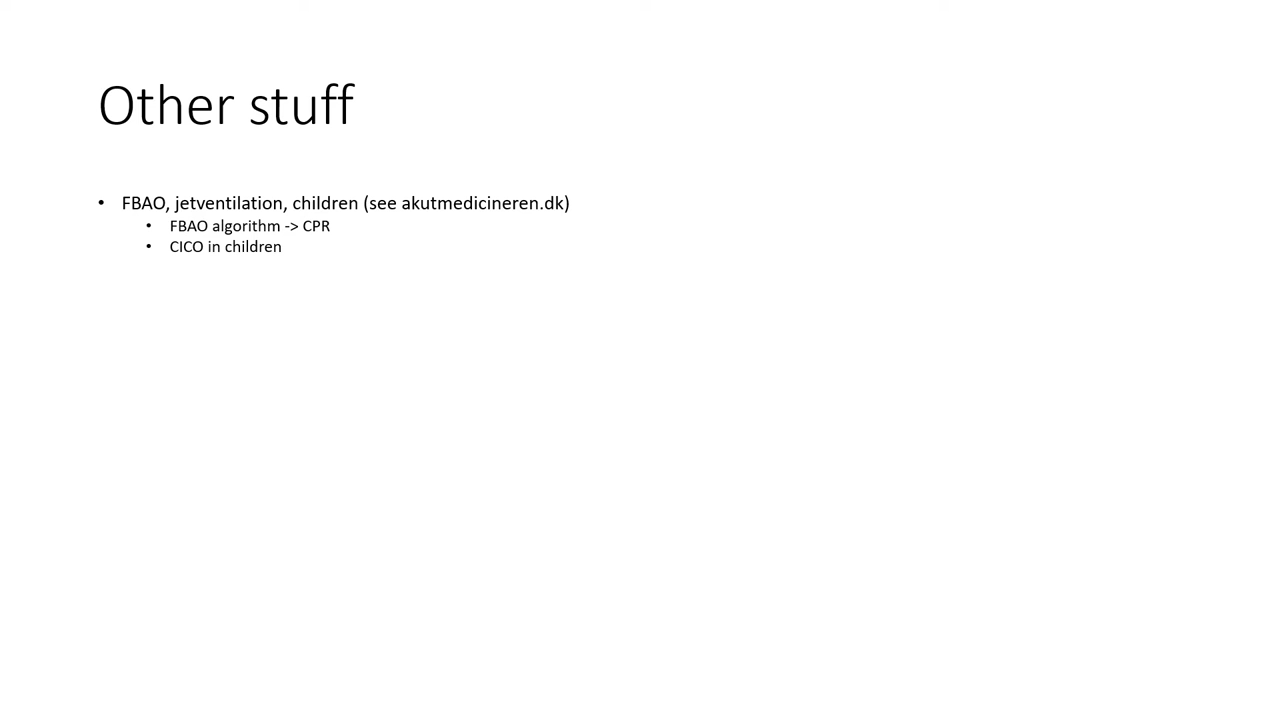 Other stuff
• FBAO, jetventilation, children (see akutmedicineren.dk)
• FBAO algorithm -> CPR
• CICO in children